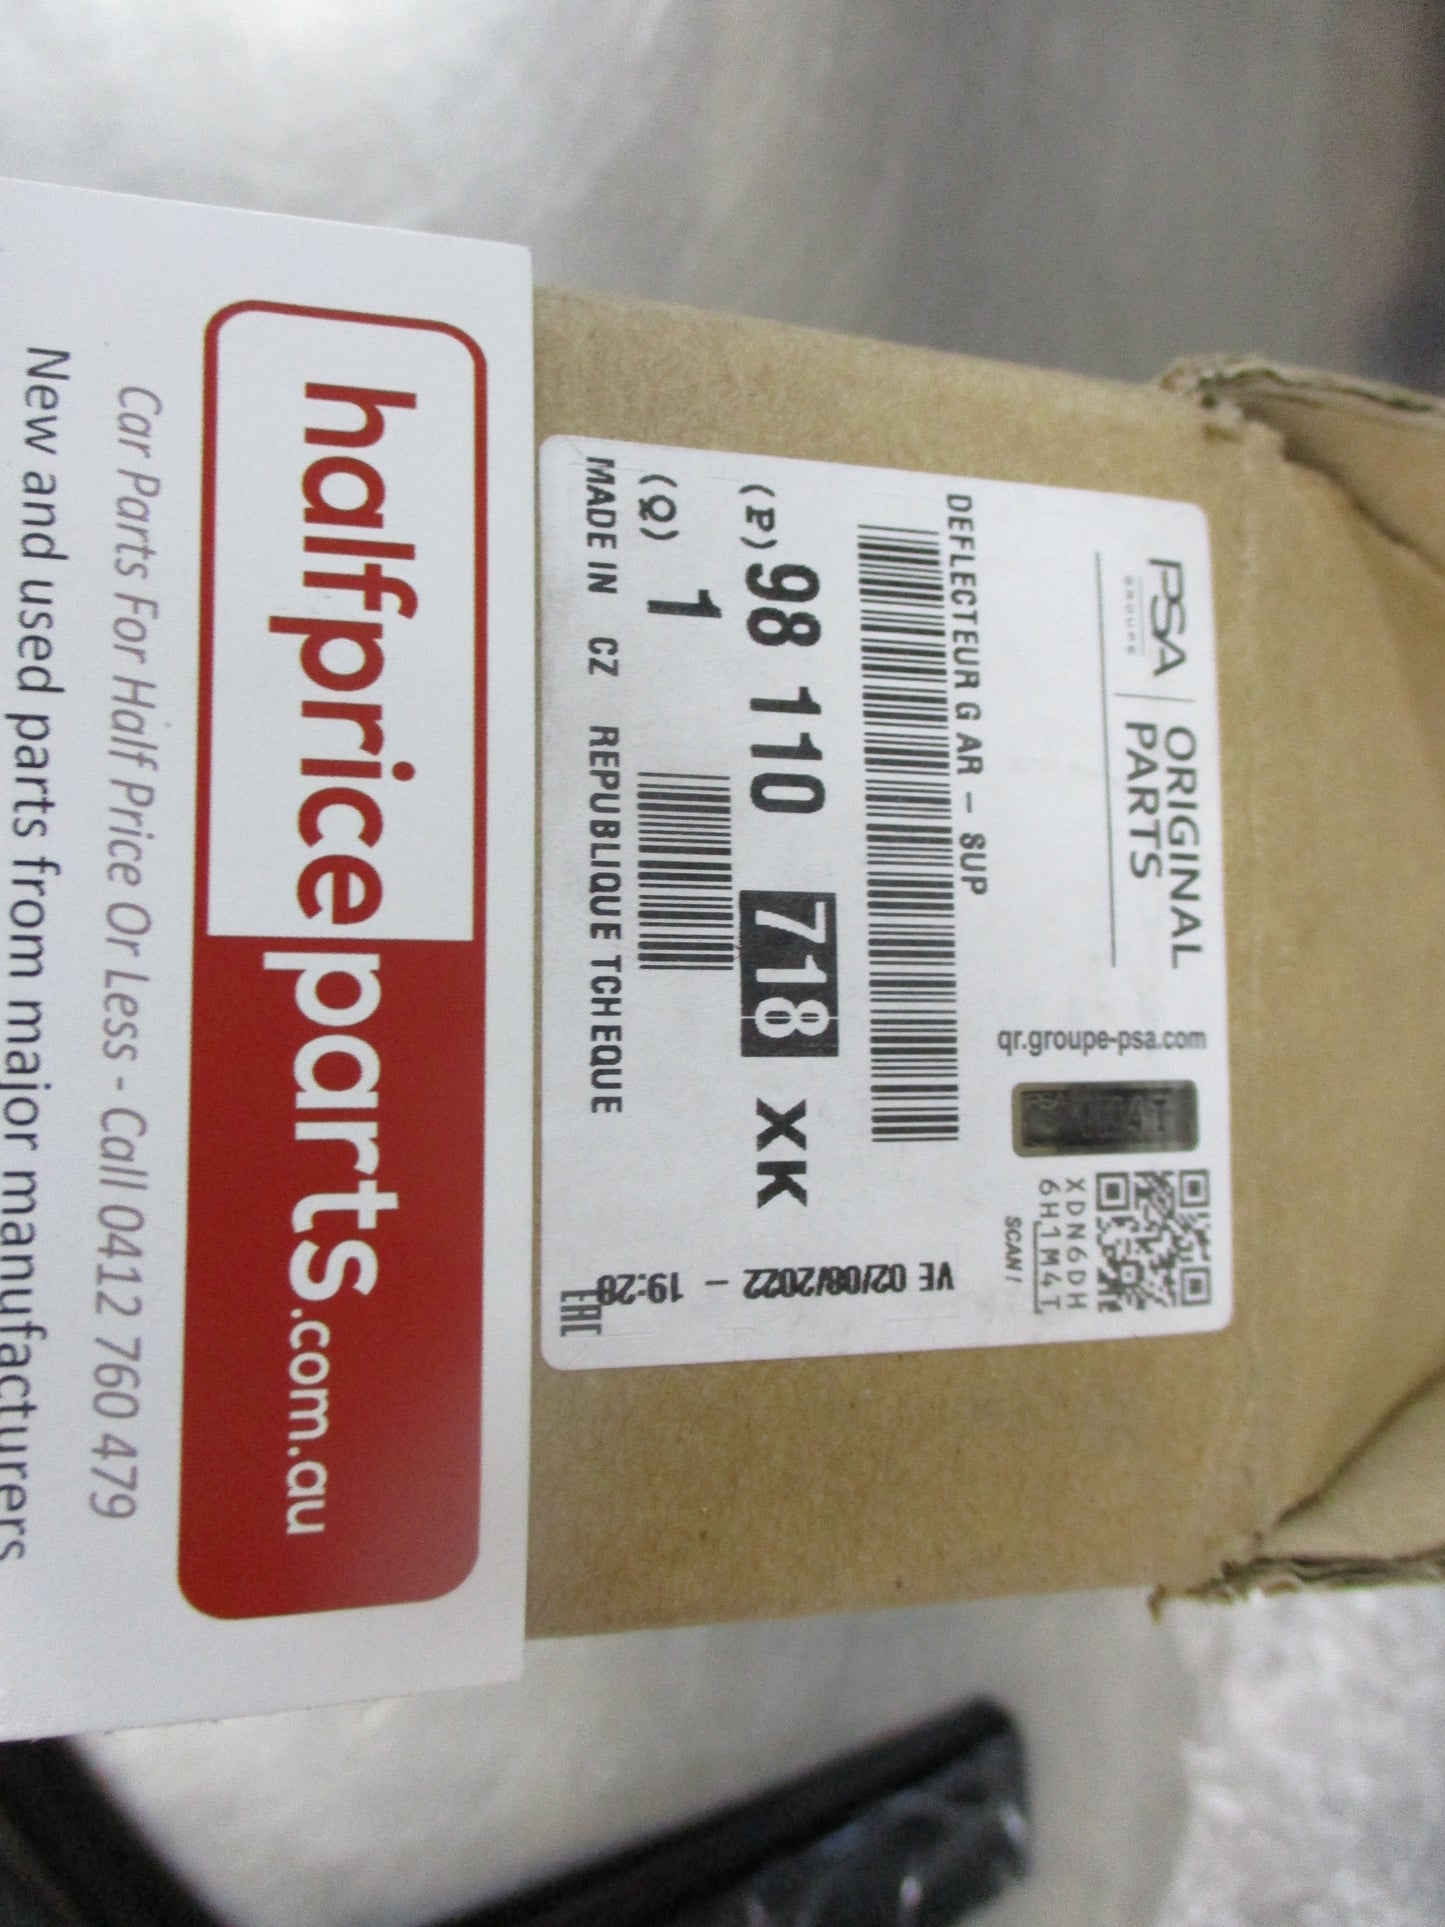 PSA
GROUPE
ORIGINAL
PARTS
qr.groupe-psa.com
XDN6DH
6H1M4T
SCAN!
DEFLECTEUR G AR - SUP
(P) 98 110 718 XK
(Q) 1
MADE IN CZ REPUBLIQUE TCHEQUE
VE 02/08/2022 - 19:28
EAC
halfpriceparts.com.au
Car Parts For Half Price Or Less - Call 0412 760 479
New and used parts from major manufacturers